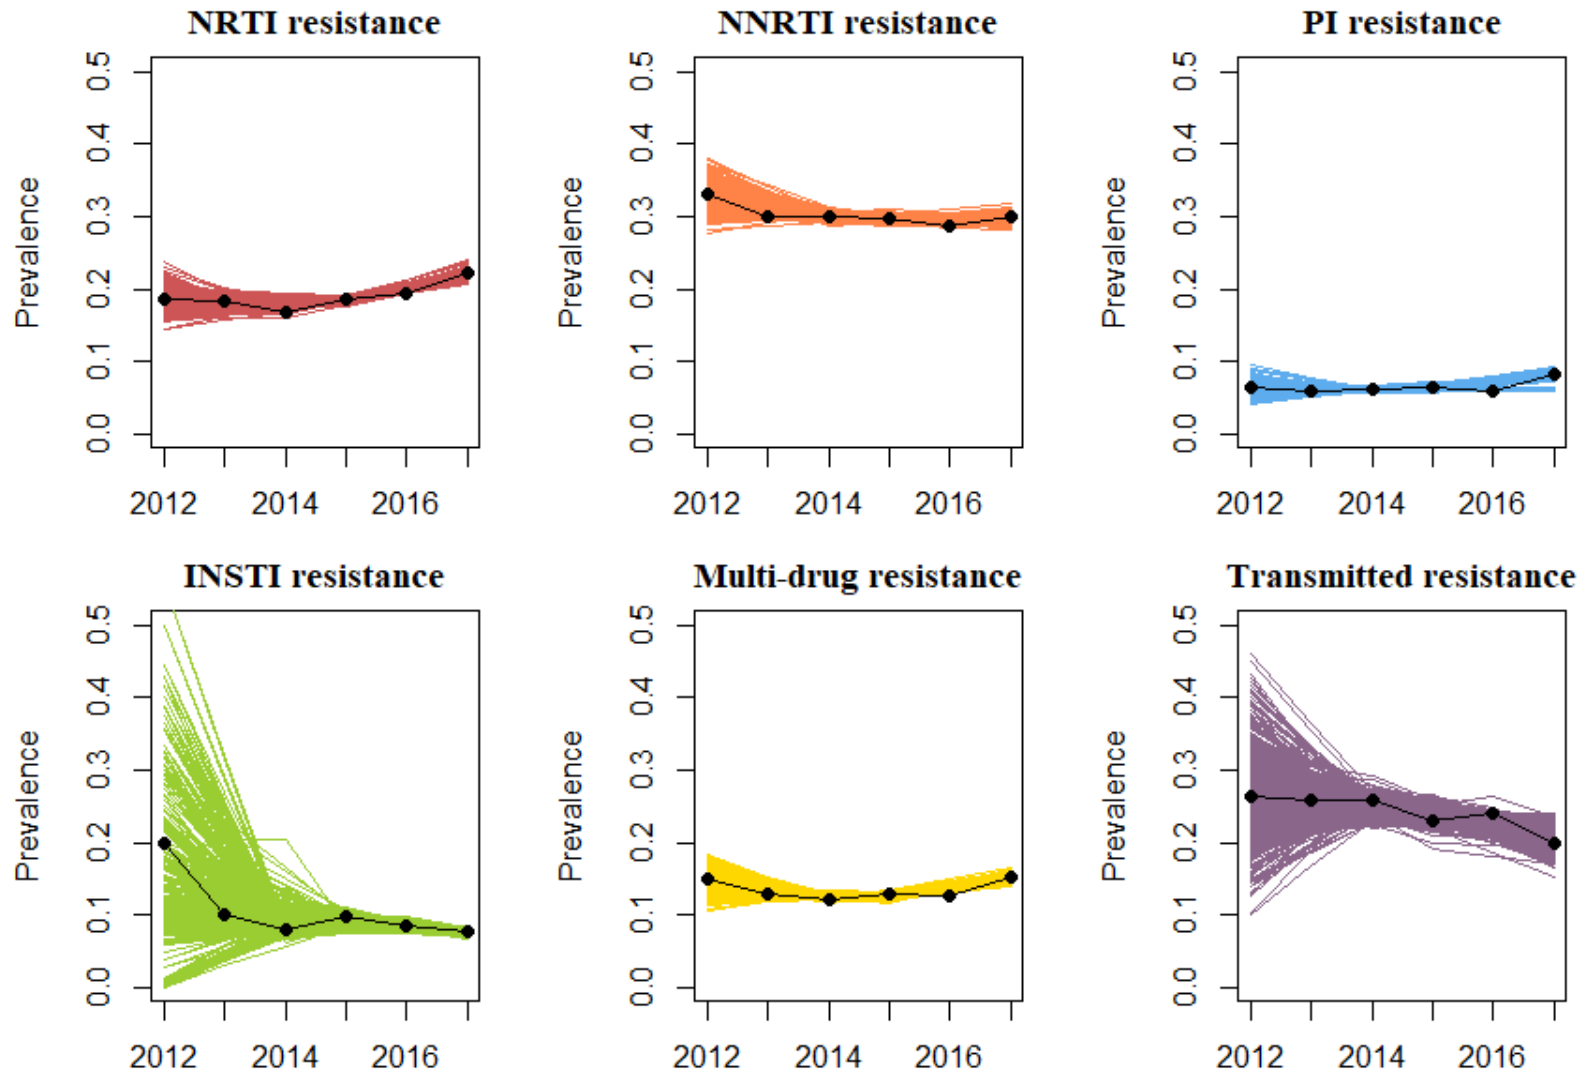 NRTI resistance
Prevalence
0.0 0.1 0.2 0.3 0.4 0.5
2012 2014 2016
NNRTI resistance
Prevalence
0.0 0.1 0.2 0.3 0.4 0.5
2012 2014 2016
PI resistance
Prevalence
0.0 0.1 0.2 0.3 0.4 0.5
2012 2014 2016
INSTI resistance
Prevalence
0.0 0.1 0.2 0.3 0.4 0.5
2012 2014 2016
Multi-drug resistance
Prevalence
0.0 0.1 0.2 0.3 0.4 0.5
2012 2014 2016
Transmitted resistance
Prevalence
0.0 0.1 0.2 0.3 0.4 0.5
2012 2014 2016